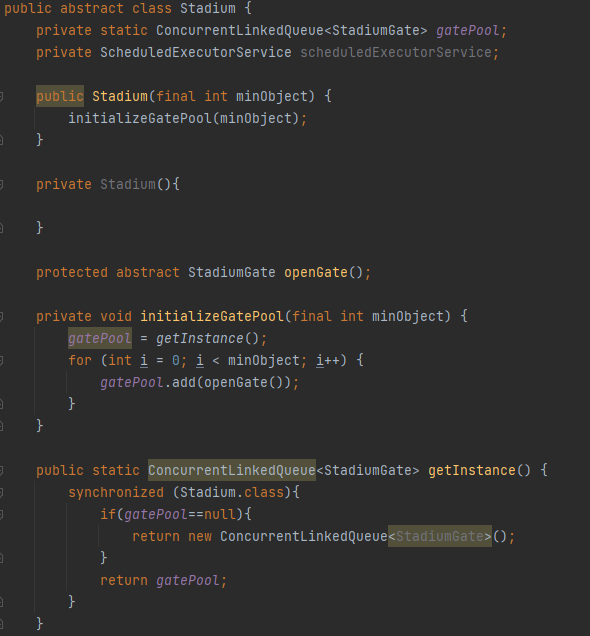 public abstract class Stadium {
private static ConcurrentLinkedQueue<StadiumGate> gatePool;
private ScheduledExecutorService scheduledExecutorService;
public Stadium(final int minObject) {
initializeGatePool(minObject);
}
private Stadium(){
}
protected abstract StadiumGate openGate();
private void initializeGatePool(final int minObject) {
gatePool = getInstance();
for (int i = 0; i < minObject; i++) {
gatePool.add(openGate());
}
}
public static ConcurrentLinkedQueue<StadiumGate> getInstance() {
synchronized (Stadium.class){
if(gatePool==null){
return new ConcurrentLinkedQueue<StadiumGate>();
}
return gatePool;
}
}